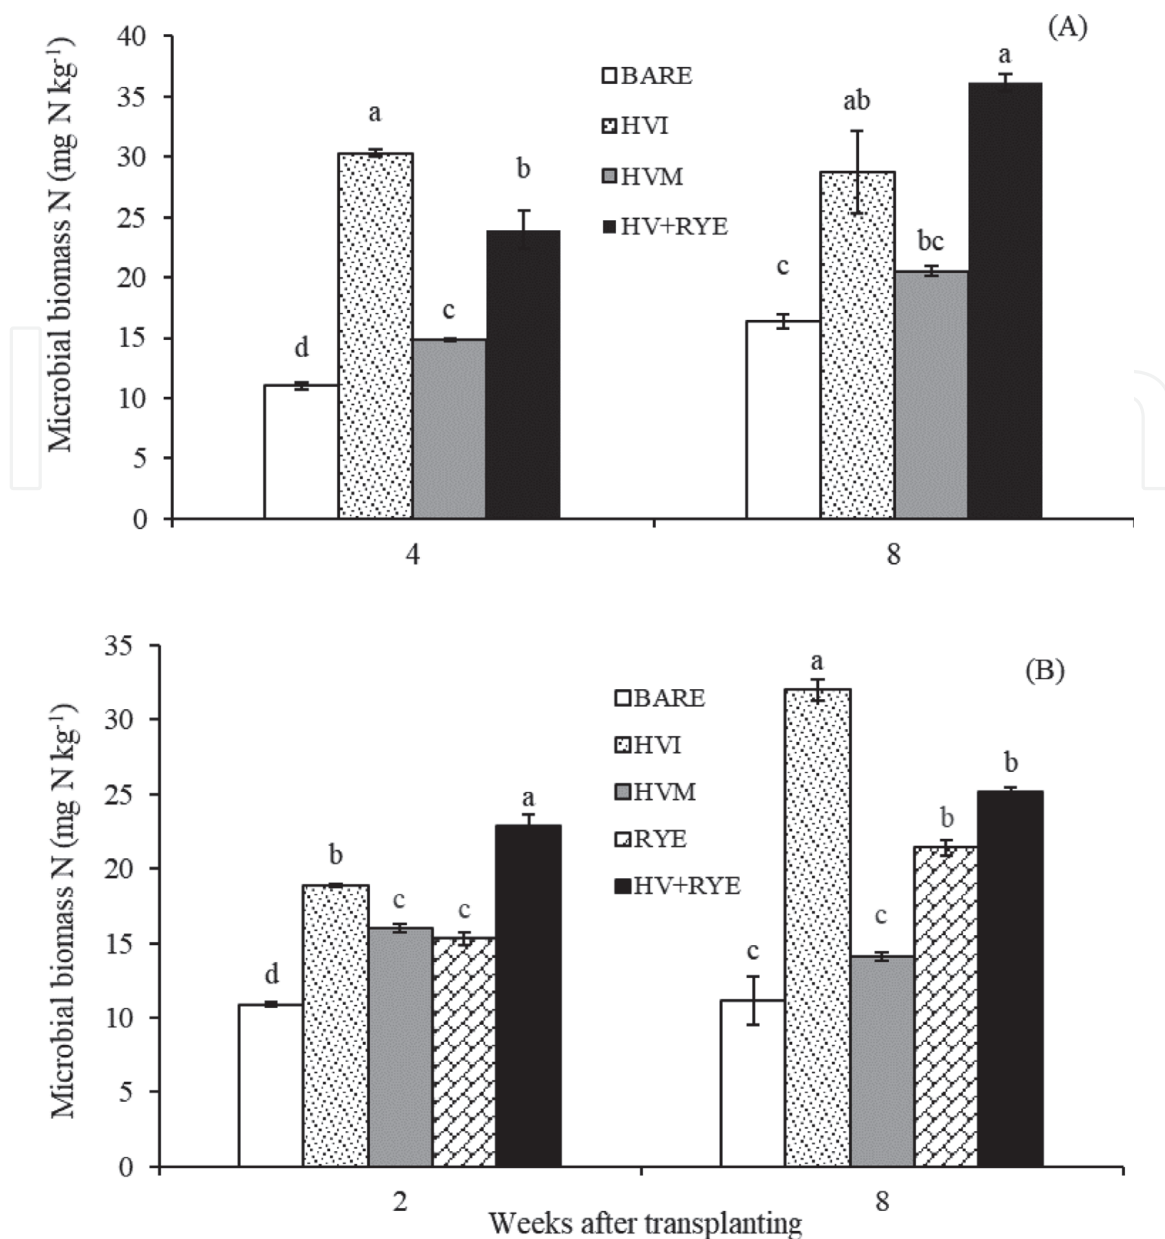 (A)
Microbial biomass N (mg N kg-1)
40
35
30
25
20
15
10
5
0
BARE
HVI
HVM
HV+RYE
d
a
c
b
c
ab
bc
a
4
8
(B)
Microbial biomass N (mg N kg-1)
35
30
25
20
15
10
5
0
BARE
HVI
HVM
RYE
HV+RYE
d
b
c
c
a
c
a
c
b
b
2
8
Weeks after transplanting